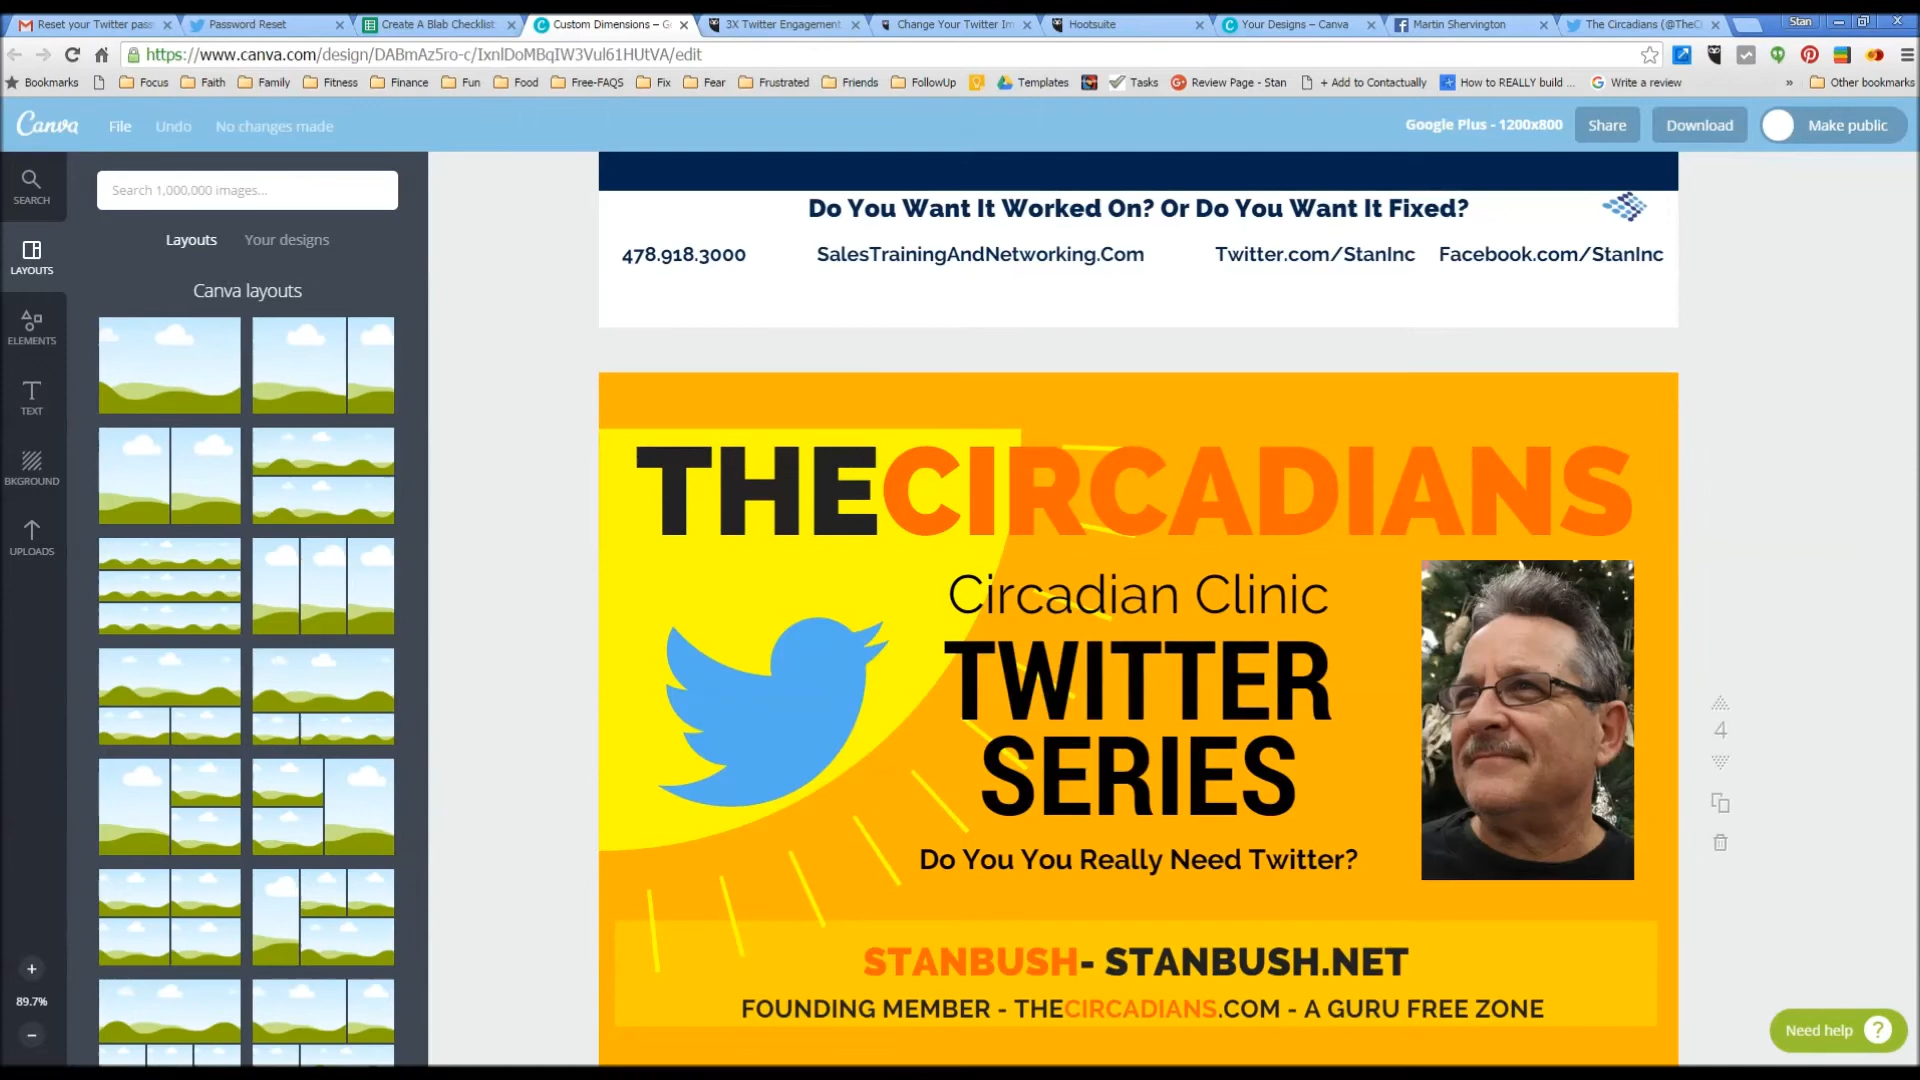 Reset your Twitter pass
Password Reset
Create A Blab Checklist
Custom Dimensions – G
3X Twitter Engagement
Change Your Twitter Im
Hootsuite
Your Designs – Canva
Martin Shervington
The Circadians (@TheC
Stan
https://www.canva.com/design/DABmAz5ro-c/IxnlDoMBqIW3Vul61HUtVA/edit
Bookmarks Focus Faith Family Fitness Finance Fun Food Free-FAQS Fix Fear Frustrated Friends FollowUp Templates Tasks Review Page - Stan + Add to Contactually How to REALLY build ... Write a review » Other bookmarks
Canva File Undo No changes made Google Plus - 1200x800 Share Download Make public
SEARCH
LAYOUTS
ELEMENTS
TEXT
BKGROUND
UPLOADS
89.7%
Search 1,000,000 images...
Layouts Your designs
Canva layouts
Do You Want It Worked On? Or Do You Want It Fixed?
478.918.3000 SalesTrainingAndNetworking.Com Twitter.com/StanInc Facebook.com/StanInc
THECIRCADIANS
Circadian Clinic
TWITTER
SERIES
Do You You Really Need Twitter?
STANBUSH- STANBUSH.NET
FOUNDING MEMBER - THECIRCADIANS.COM - A GURU FREE ZONE
4
Need help ?